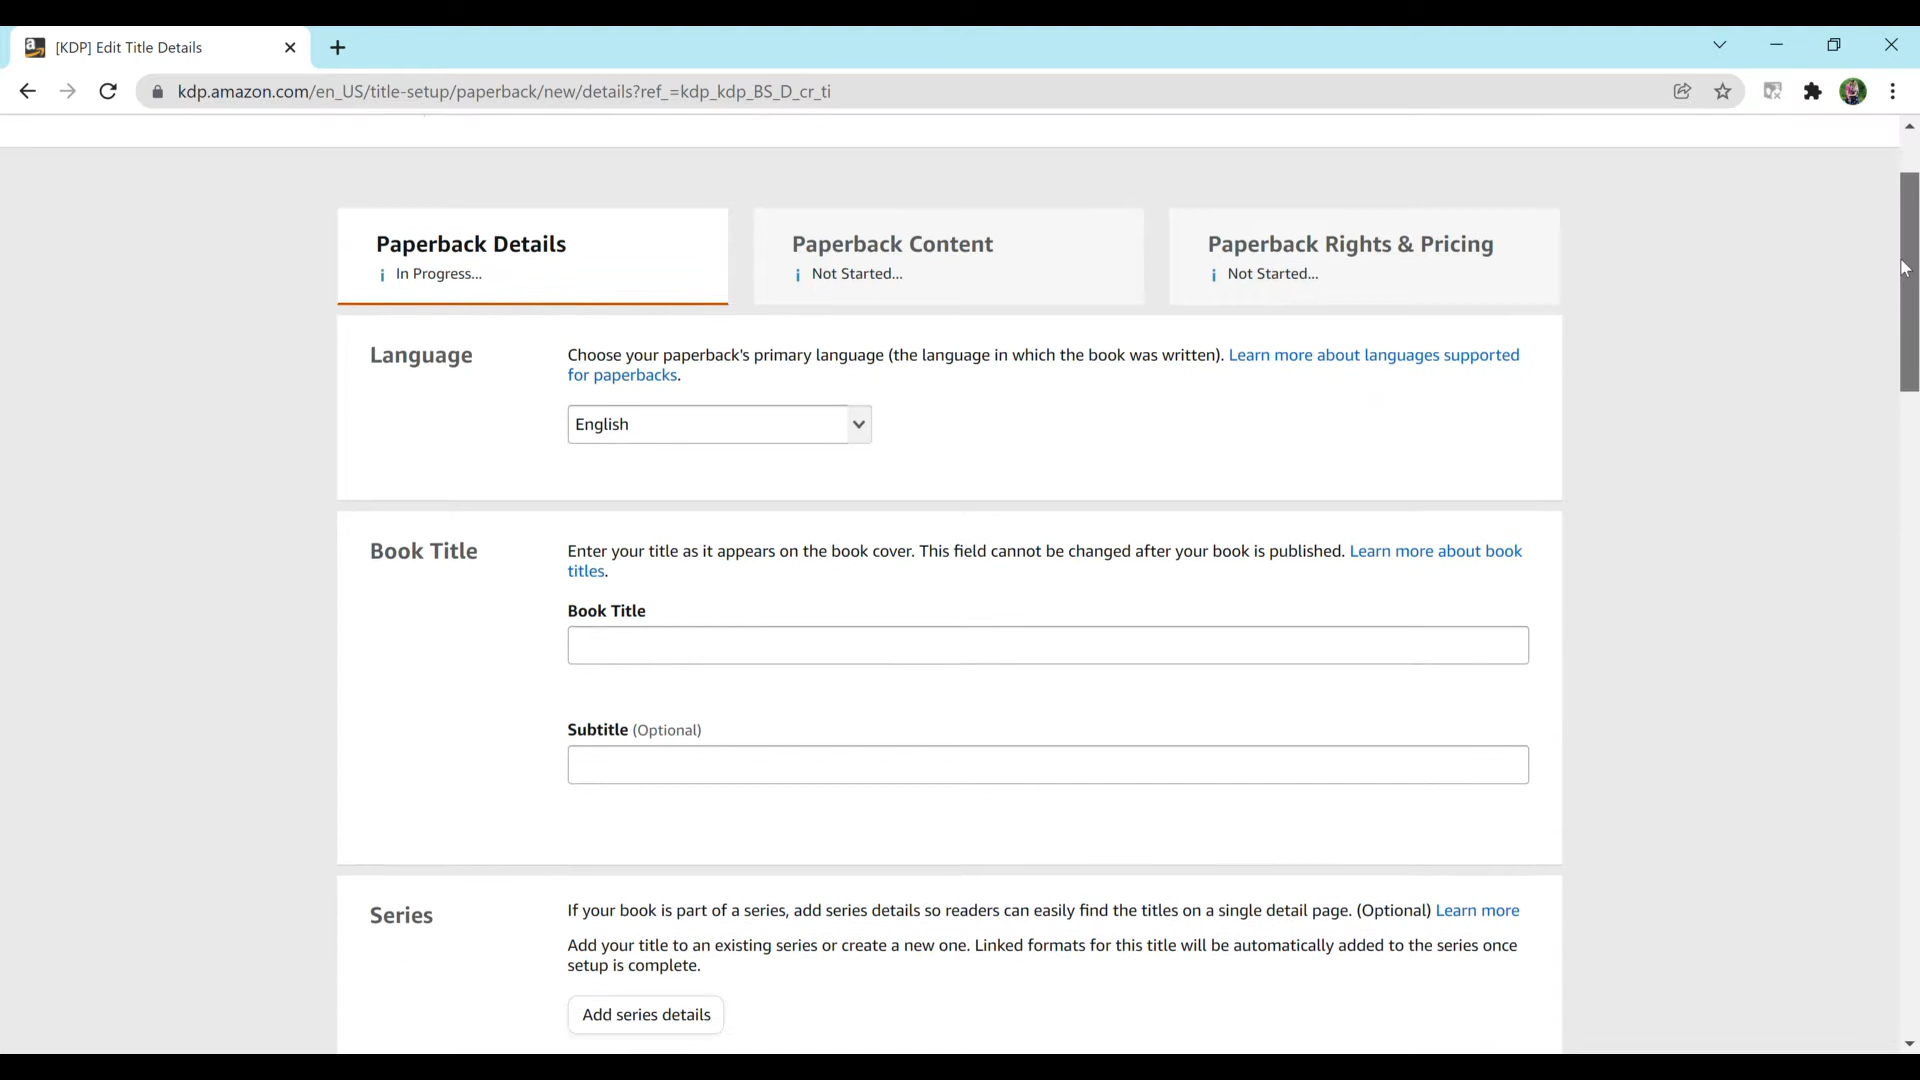 [KDP] Edit Title Details
kdp.amazon.com/en_US/title-setup/paperback/new/details?ref_=kdp_kdp_BS_D_cr_ti
Paperback Details
i In Progress...
Paperback Content
i Not Started...
Paperback Rights & Pricing
i Not Started...
Language
Choose your paperback's primary language (the language in which the book was written). Learn more about languages supported
for paperbacks.
English
Book Title
Enter your title as it appears on the book cover. This field cannot be changed after your book is published. Learn more about book
titles.
Book Title
Subtitle (Optional)
Series
If your book is part of a series, add series details so readers can easily find the titles on a single detail page. (Optional) Learn more
Add your title to an existing series or create a new one. Linked formats for this title will be automatically added to the series once
setup is complete.
Add series details